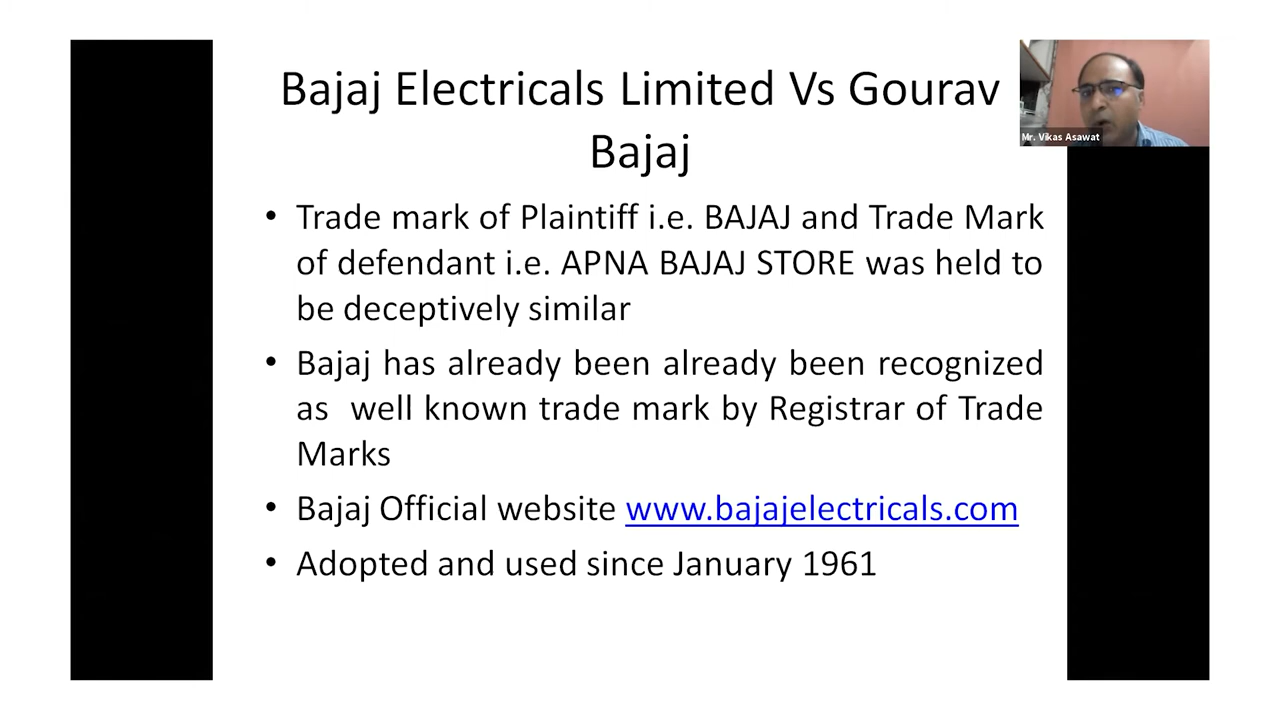 Bajaj Electricals Limited Vs Gourav
Bajaj
Mr. Vikas Asawat
• Trade mark of Plaintiff i.e. BAJAJ and Trade Mark
of defendant i.e. APNA BAJAJ STORE was held to
be deceptively similar
• Bajaj has already been already been recognized
as well known trade mark by Registrar of Trade
Marks
• Bajaj Official website www.bajajelectricals.com
• Adopted and used since January 1961